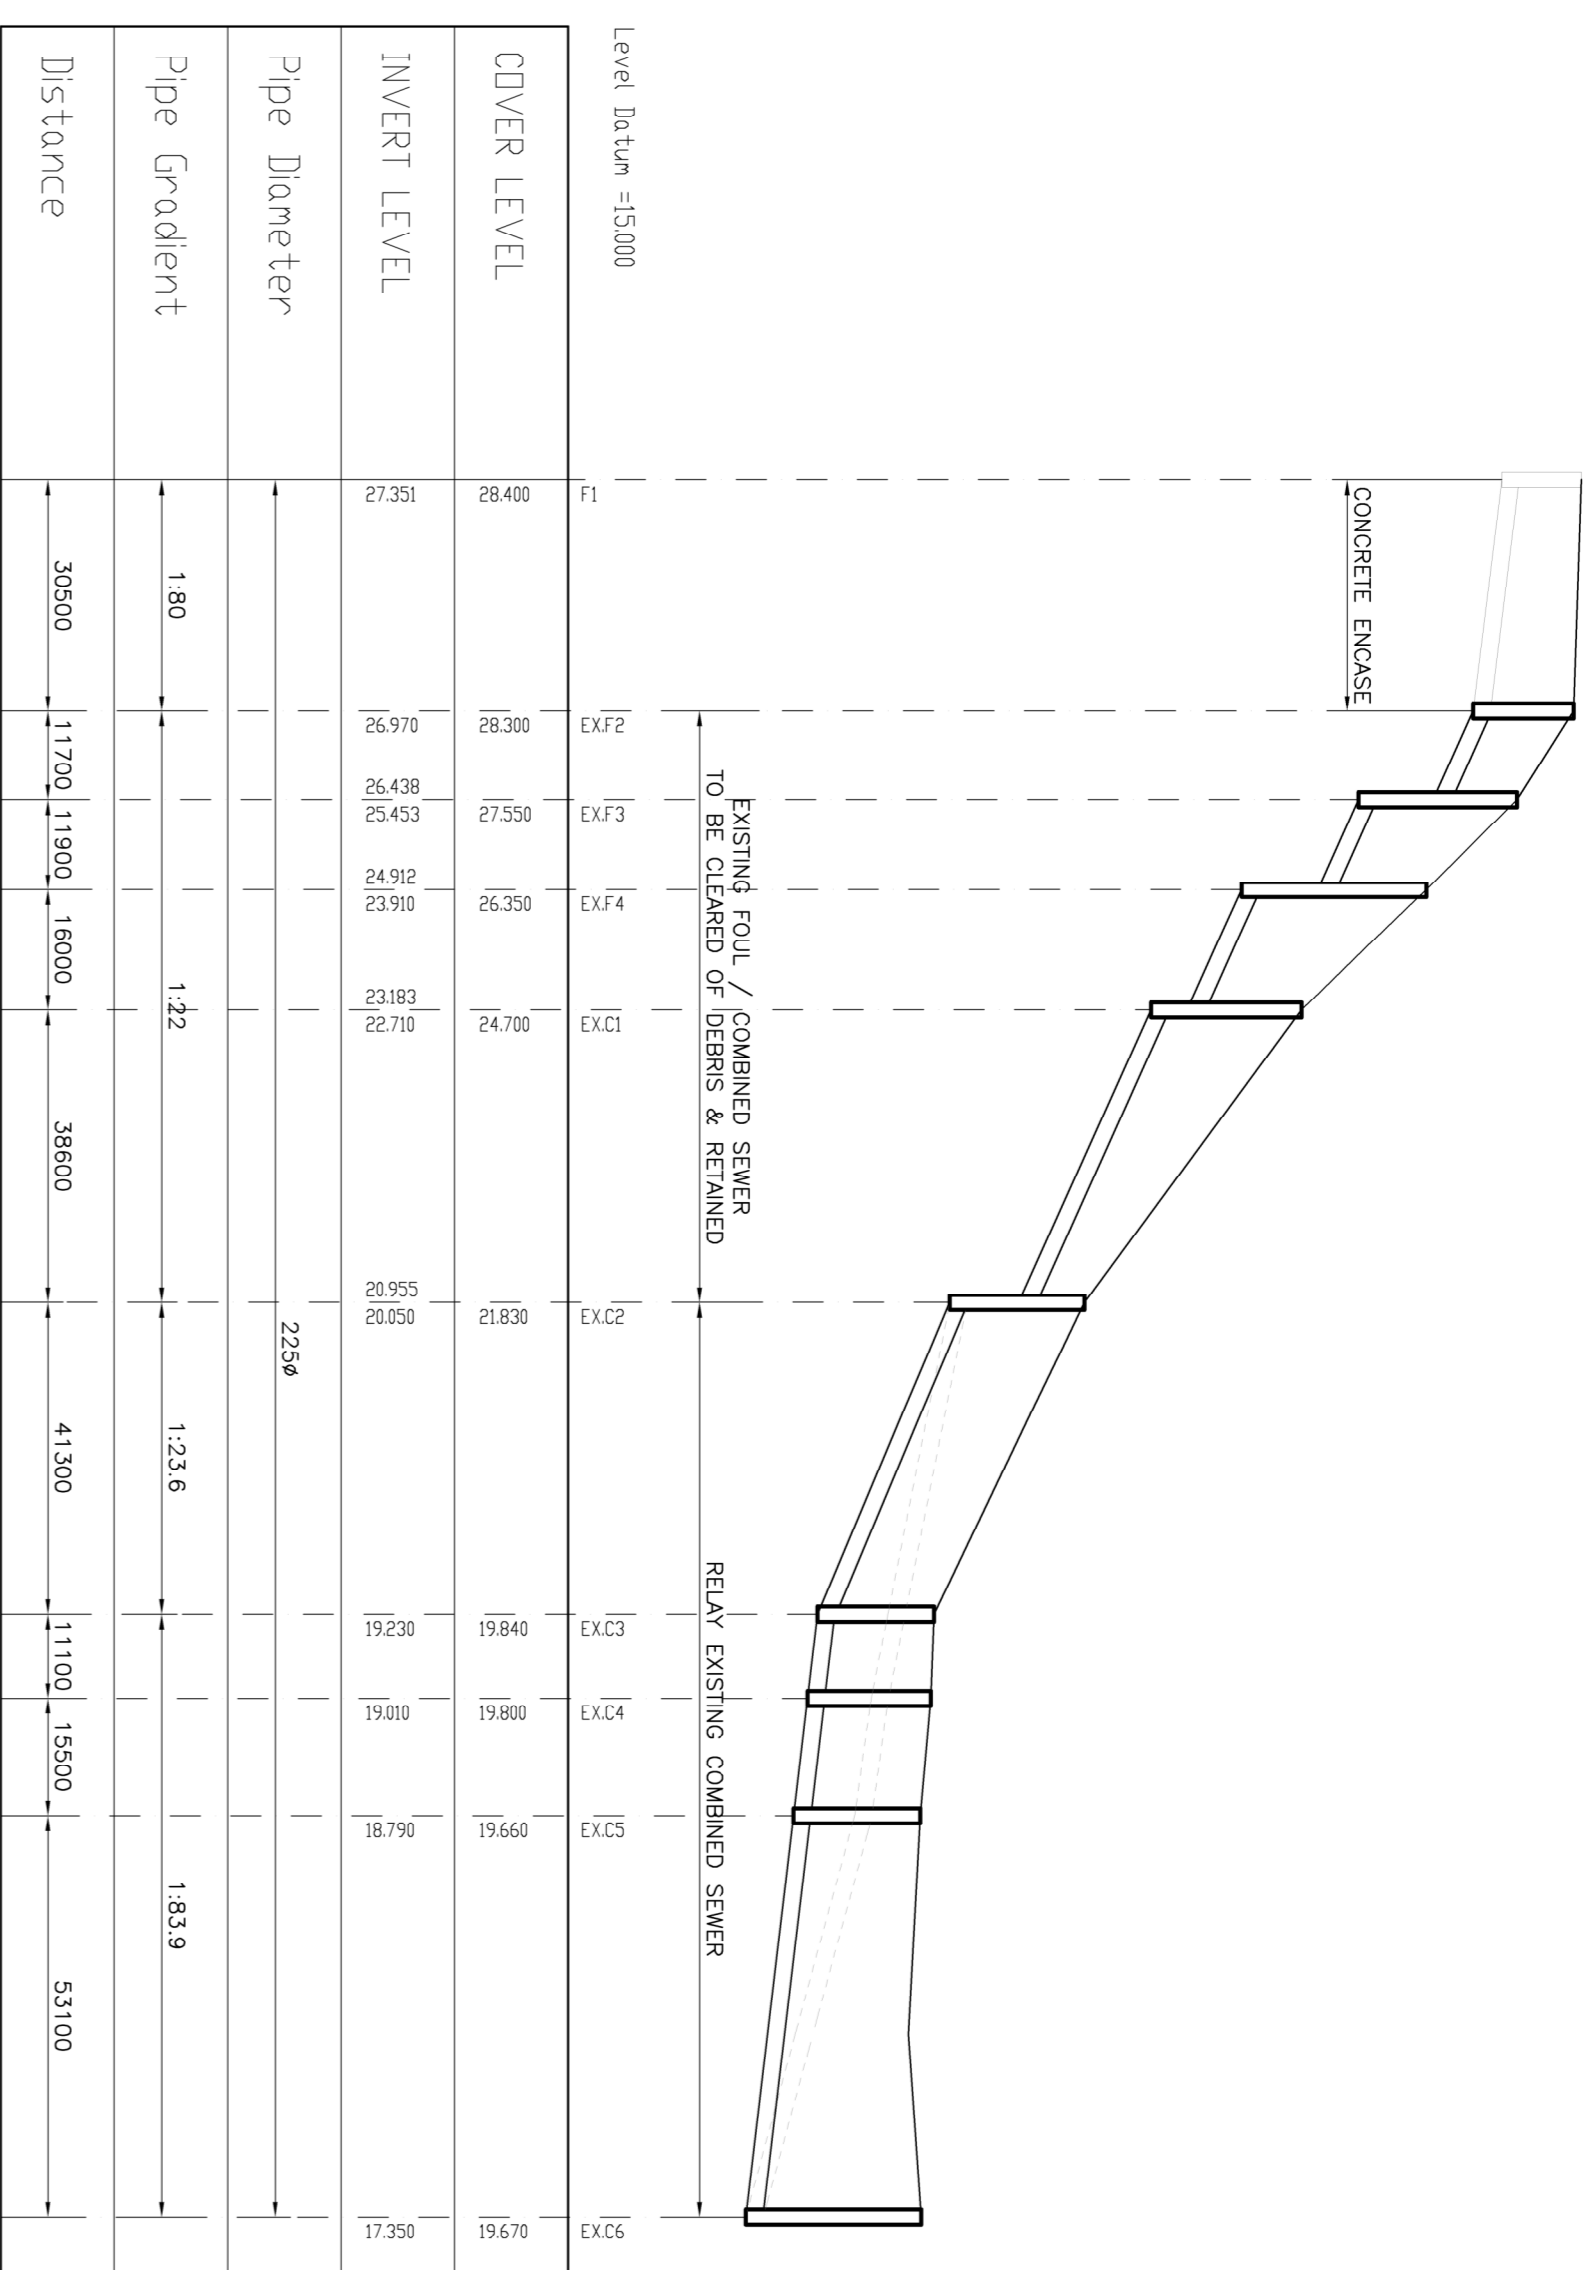 CONCRETE ENCASE
EXISTING FOUL / COMBINED SEWER
TO BE CLEARED OF DEBRIS & RETAINED
RELAY EXISTING COMBINED SEWER
Level Datum =15.000
F1 EX.F2 EX.F3 EX.F4 EX.C1 EX.C2 EX.C3 EX.C4 EX.C5 EX.C6
COVER LEVEL 28.400 28.300 27.550 26.350 24.700 21.830 19.840 19.800 19.660 19.670
INVERT LEVEL 27.351 26.970 26.438 25.453 24.912 23.910 23.183 22.710 20.955 20.050 19.230 19.010 18.790 17.350
Pipe Diameter 225ø
Pipe Gradient 1:80 1:22 1:23.6 1:83.9
Distance 30500 11700 11900 16000 38600 41300 11100 15500 53100